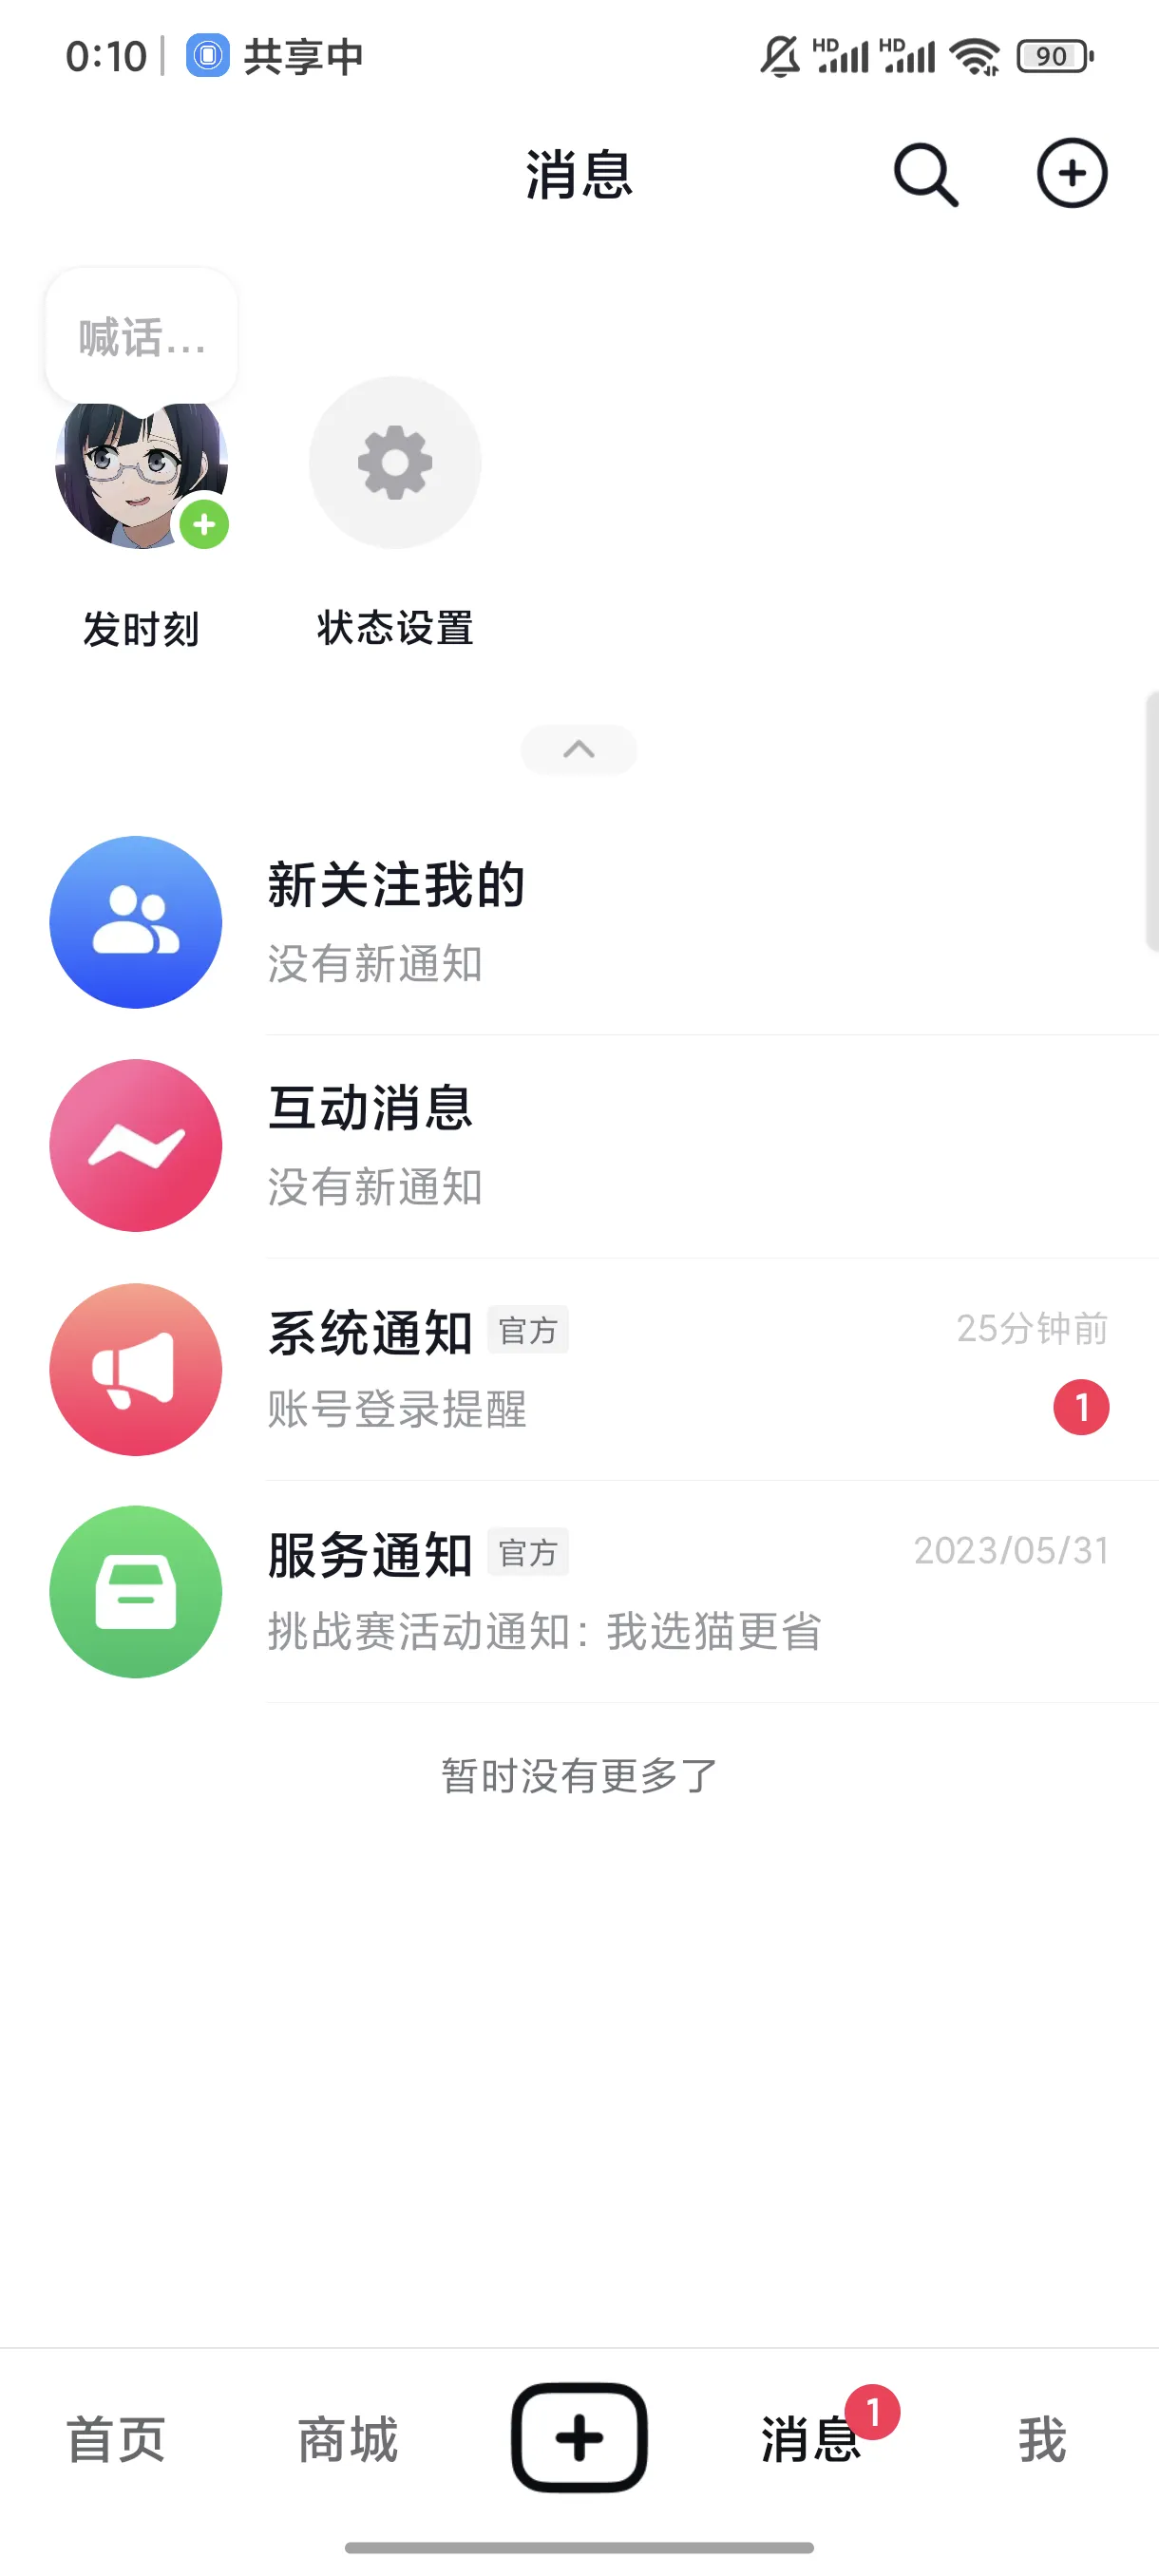 0:10 共享中 HD HD 90
消息
喊话...
发时刻 状态设置
新关注我的
没有新通知
互动消息
没有新通知
系统通知 官方 25分钟前
账号登录提醒 1
服务通知 官方 2023/05/31
挑战赛活动通知：我选猫更省
暂时没有更多了
首页 商城 消息 1 我